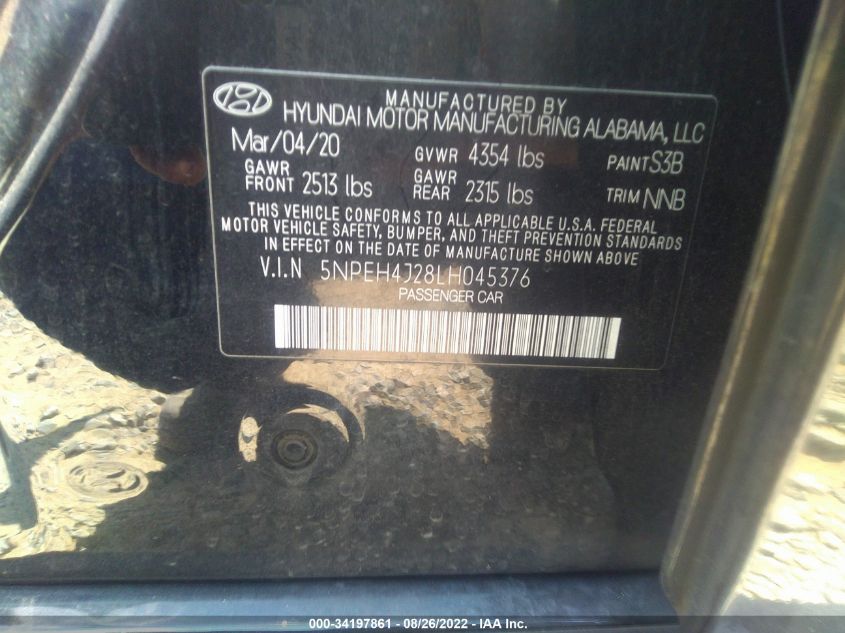 MANUFACTURED BY
HYUNDAI MOTOR MANUFACTURING ALABAMA, LLC
Mar/04/20 GVWR 4354 lbs PAINT S3B
GAWR FRONT 2513 lbs GAWR REAR 2315 lbs TRIM NNB
THIS VEHICLE CONFORMS TO ALL APPLICABLE U.S.A. FEDERAL
MOTOR VEHICLE SAFETY, BUMPER, AND THEFT PREVENTION STANDARDS
IN EFFECT ON THE DATE OF MANUFACTURE SHOWN ABOVE.
V.I.N 5NPEH4J28LH045376
PASSENGER CAR
000-34197861 - 08/26/2022 - IAA Inc.